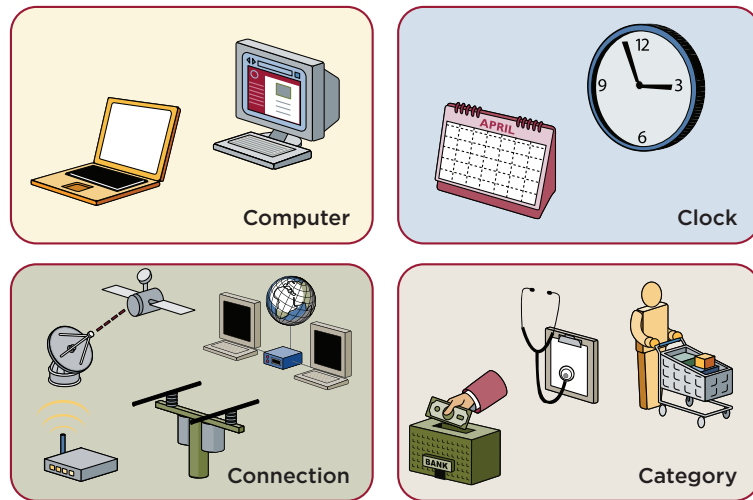 Computer
APRIL
12
9
3
6
Clock
Connection
BANK
Category